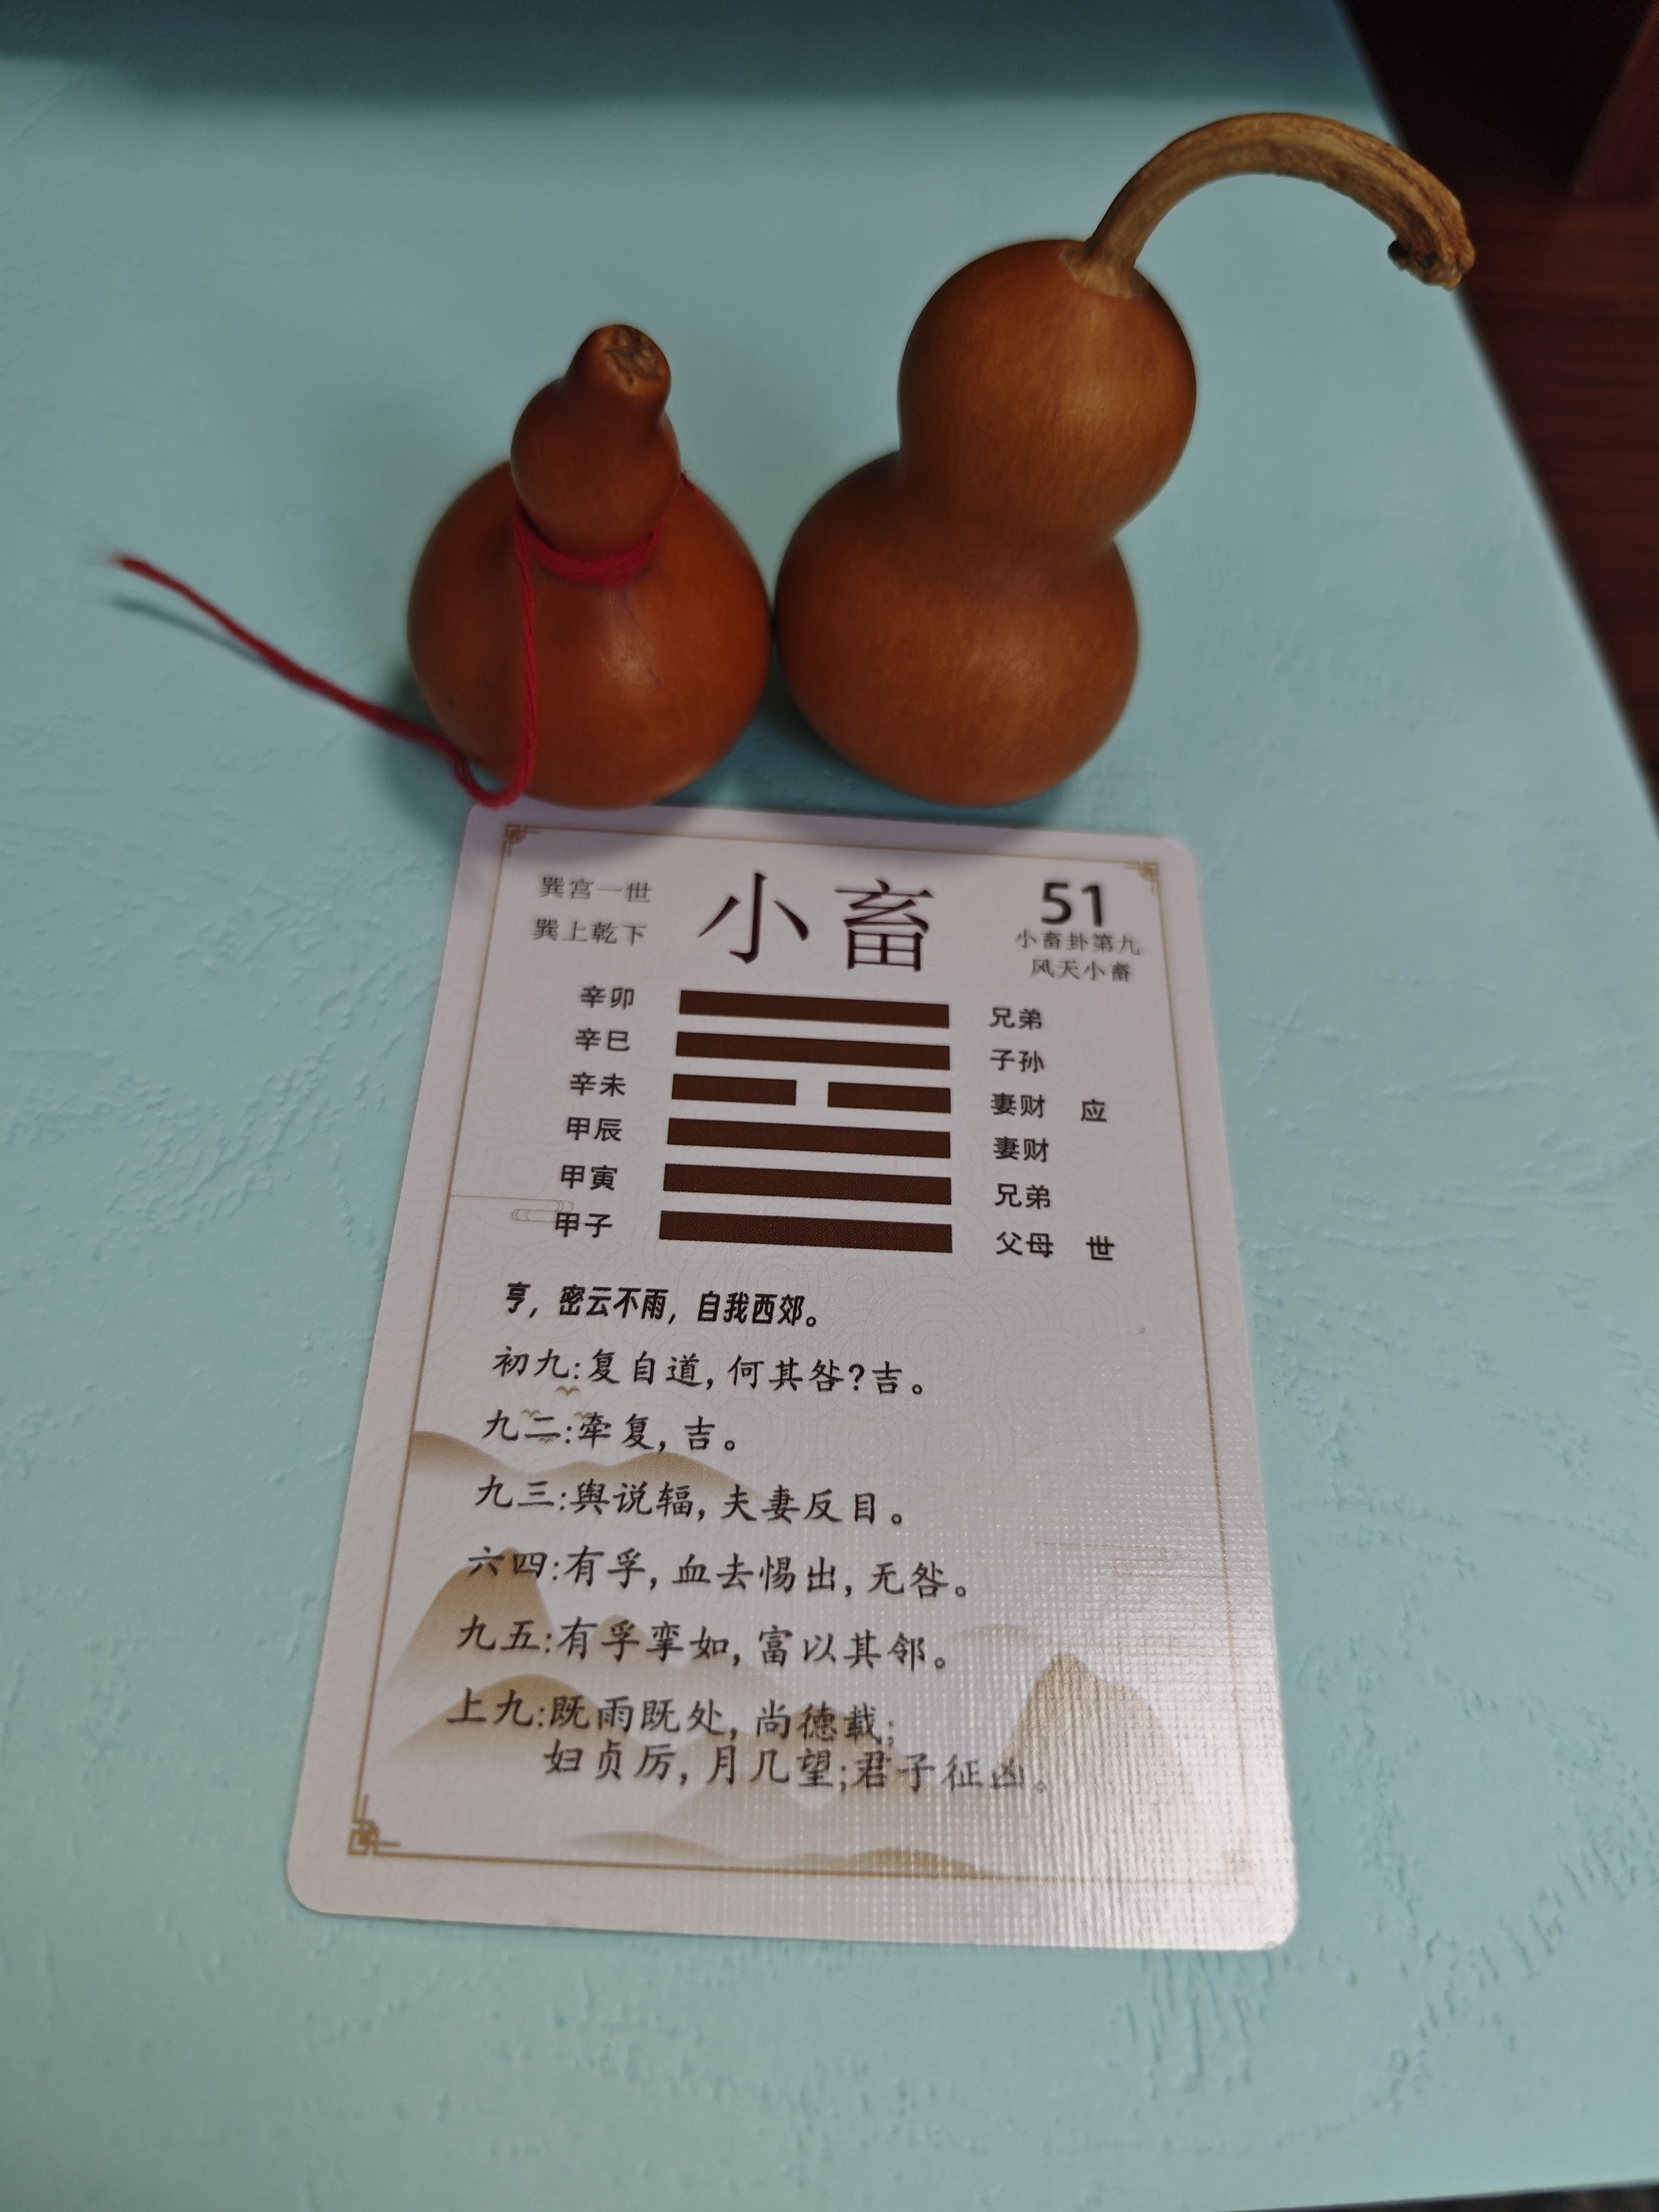 巽宫一世
巽上乾下
小畜
51
小畜卦第九
风天小畜
辛卯 兄弟
辛巳 子孙
辛未 妻财 应
甲辰 妻财
甲寅 兄弟
甲子 父母 世
亨，密云不雨，自我西郊。
初九:复自道,何其咎?吉。
九二:牵复,吉。
九三:舆说辐,夫妻反目。
六四:有孚,血去惕出,无咎。
九五:有孚挛如,富以其邻。
上九:既雨既处,尚德载;
妇贞厉,月几望;君子征凶。